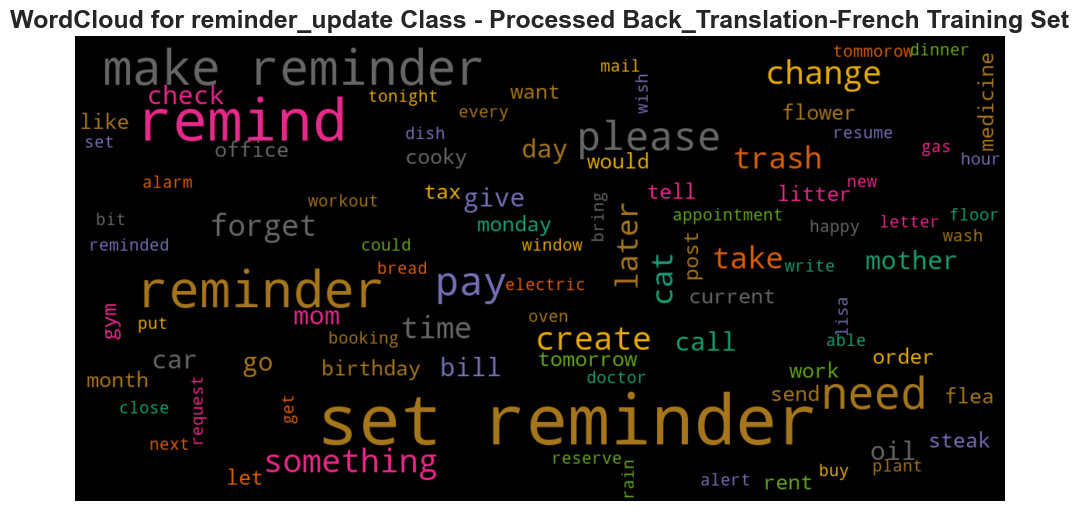 WordCloud for reminder_update Class - Processed Back_Translation-French Training Set
make reminder
tommorow
dinner
mail
change
check
tonight
want
wish
medicine
remind
every
flower
like
set
office
dish
cooky
day
please
would
resume
trash
gas
hour
alarm
workout
tax
give
tell
litter
new
bit
forget
monday
bring
later
appointment
happy
letter
floor
reminded
could
window
cat
post
take
write
mother
wash
reminder
bread
pay
electric
current
gym
put
mom
time
oven
create
call
lisa
able
booking
car
go
birthday
bill
tomorrow
doctor
work
order
month
request
get
send
need
flea
close
set reminder
next
something
steak
let
reserve
rain
oil
alert
rent
buy
plant